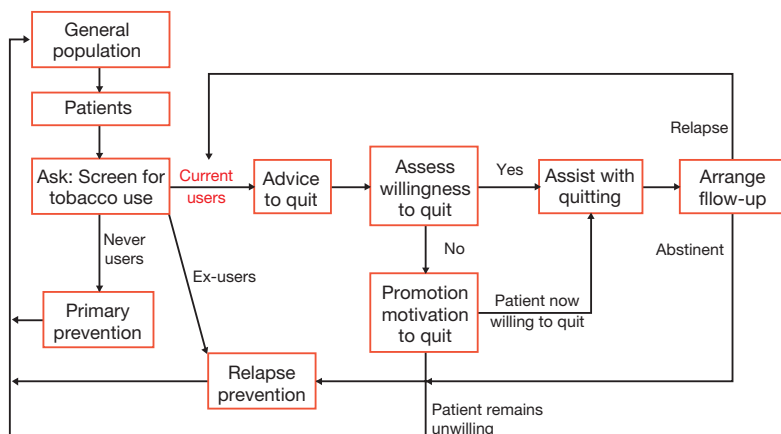 General
population
Patients
Ask: Screen for
tobacco use
Current
users
Advice
to quit
Assess
willingness
to quit
Yes
Assist with
quitting
Relapse
Arrange
fllow-up
Never
users
Ex-users
No
Abstinent
Primary
prevention
Promotion
motivation
to quit
Patient now
willing to quit
Relapse
prevention
Patient remains
unwilling